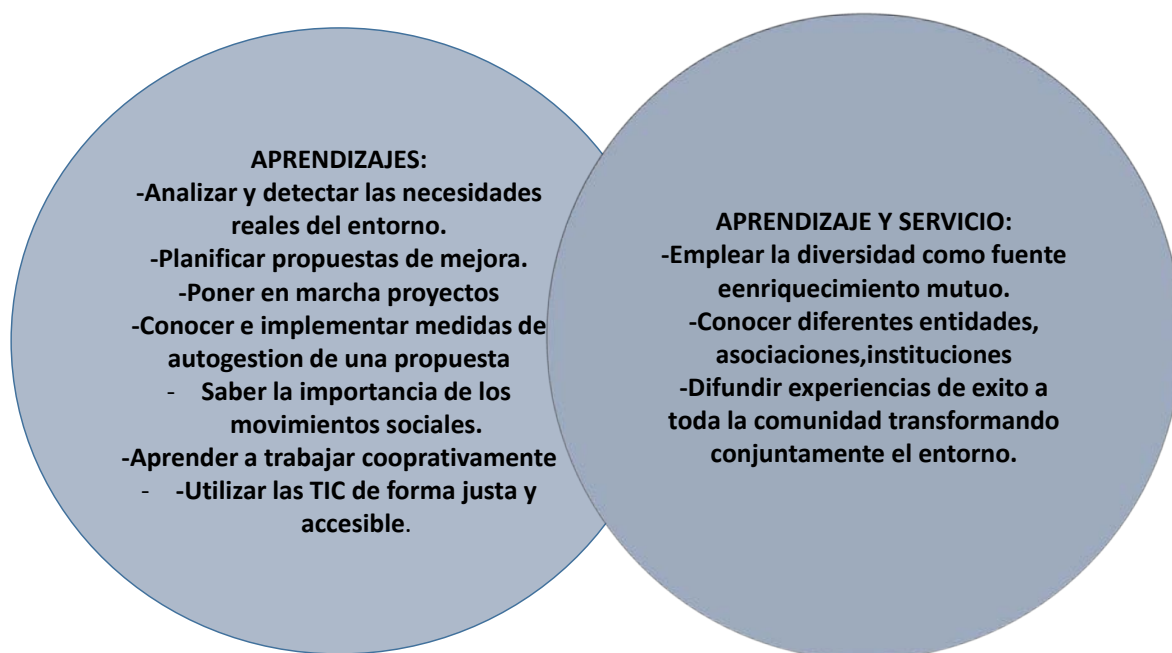 APRENDIZAJES:
-Analizar y detectar las necesidades
reales del entorno.
-Planificar propuestas de mejora.
-Poner en marcha proyectos
-Conocer e implementar medidas de
autogestion de una propuesta
- Saber la importancia de los
movimientos sociales.
-Aprender a trabajar cooprativamente
- -Utilizar las TIC de forma justa y
accesible.
APRENDIZAJE Y SERVICIO:
-Emplear la diversidad como fuente
eenriquecimiento mutuo.
-Conocer diferentes entidades,
asociaciones,instituciones
-Difundir experiencias de exito a
toda la comunidad transformando
conjuntamente el entorno.